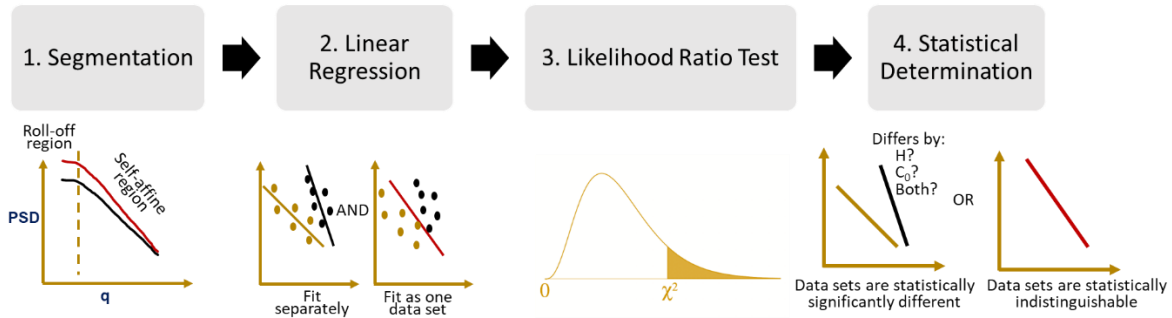 1. Segmentation
2. Linear
Regression
3. Likelihood Ratio Test
4. Statistical
Determination
Roll-off
region
Self-affine
region
PSD
q
AND
Fit
separately
Fit as one
data set
0
χ²
Differs by:
H?
C₀?
Both?
OR
Data sets are statistically
significantly different
Data sets are statistically
indistinguishable